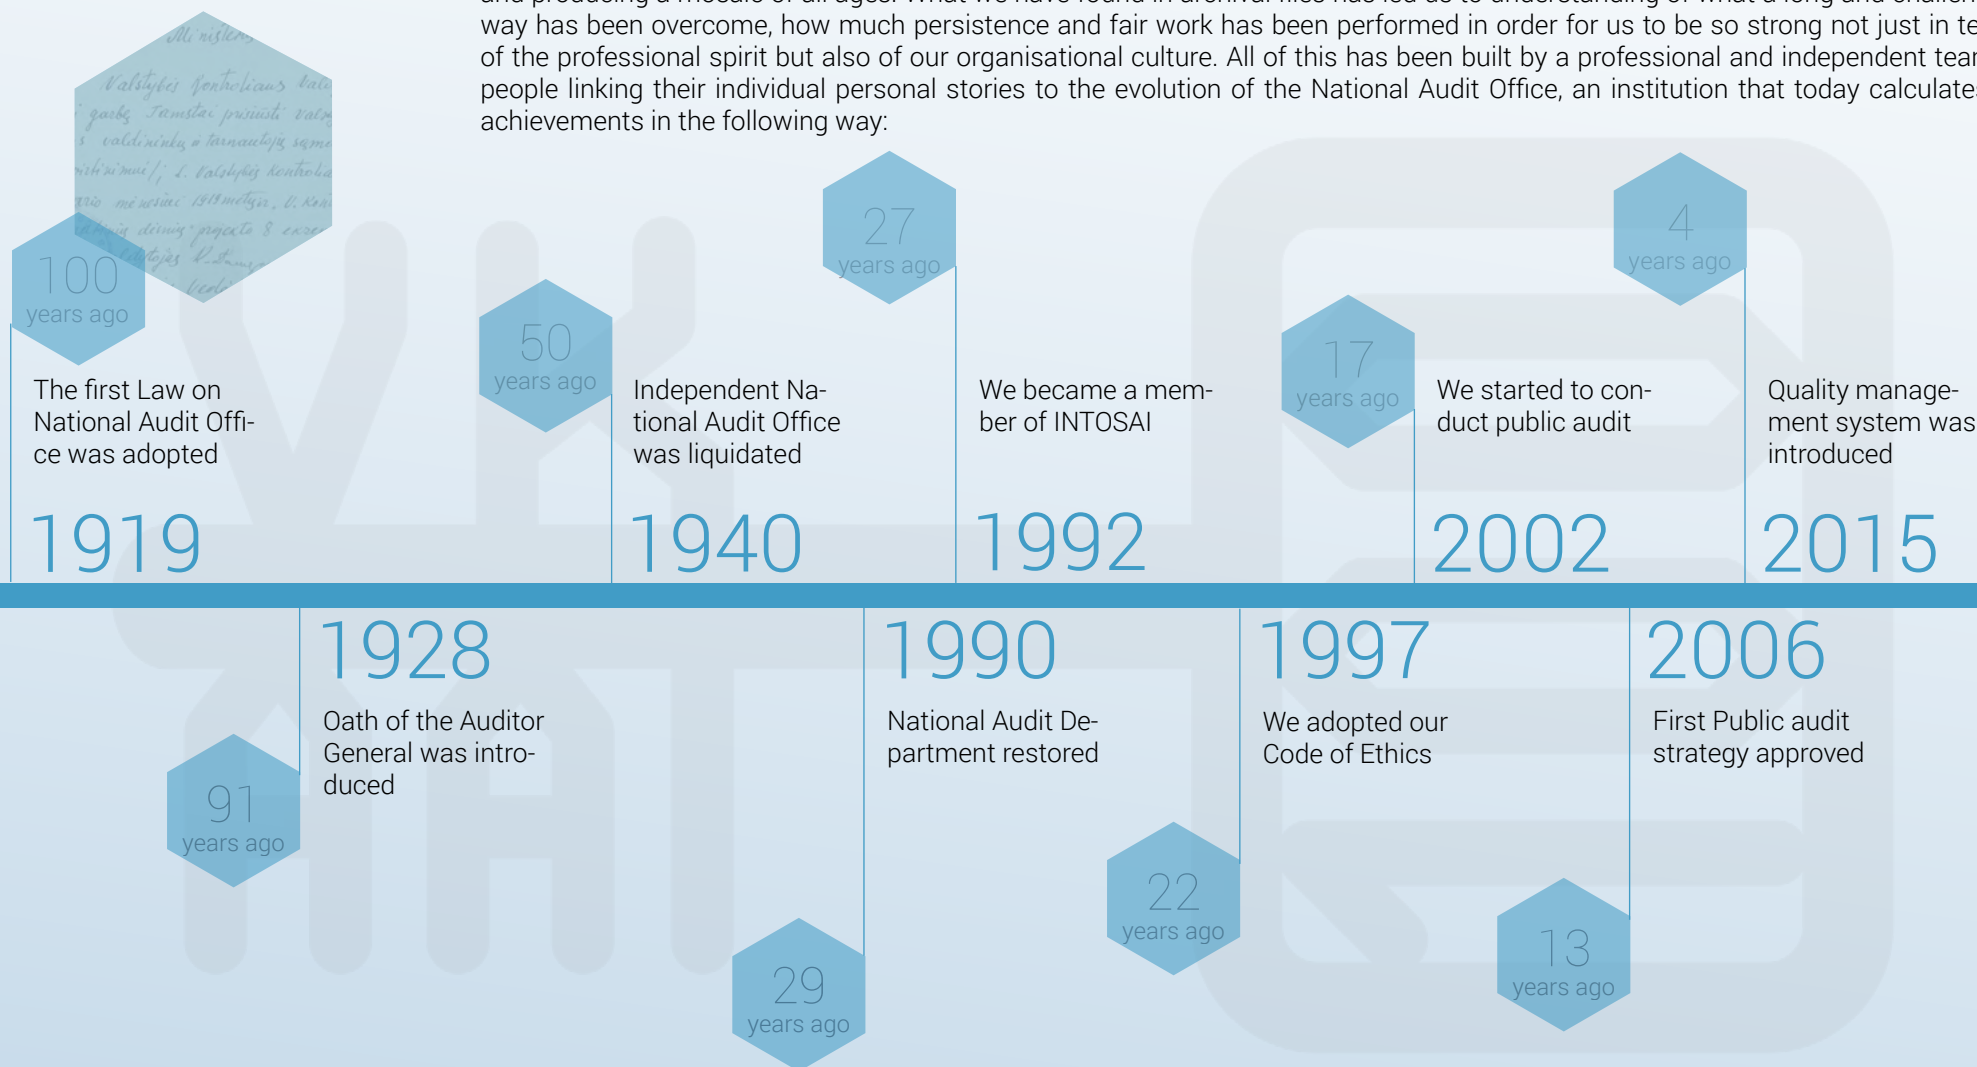 way has been overcome, how much persistence and fair work has been performed in order for us to be so strong not just in te
of the professional spirit but also of our organisational culture. All of this has been built by a professional and independent tea
people linking their individual personal stories to the evolution of the National Audit Office, an institution that today calculates
achievements in the following way:
Valstybės Kontroliaus
100
years ago
The first Law on
National Audit Offi-
ce was adopted
1919
50
years ago
Independent Na-
tional Audit Office
was liquidated
1940
27
years ago
We became a mem-
ber of INTOSAI
1992
17
years ago
We started to con-
duct public audit
2002
4
years ago
Quality manage-
ment system was
introduced
2015
1928
Oath of the Auditor
General was intro-
duced
91
years ago
1990
National Audit De-
partment restored
29
years ago
1997
We adopted our
Code of Ethics
22
years ago
2006
First Public audit
strategy approved
13
years ago
VK
AAT